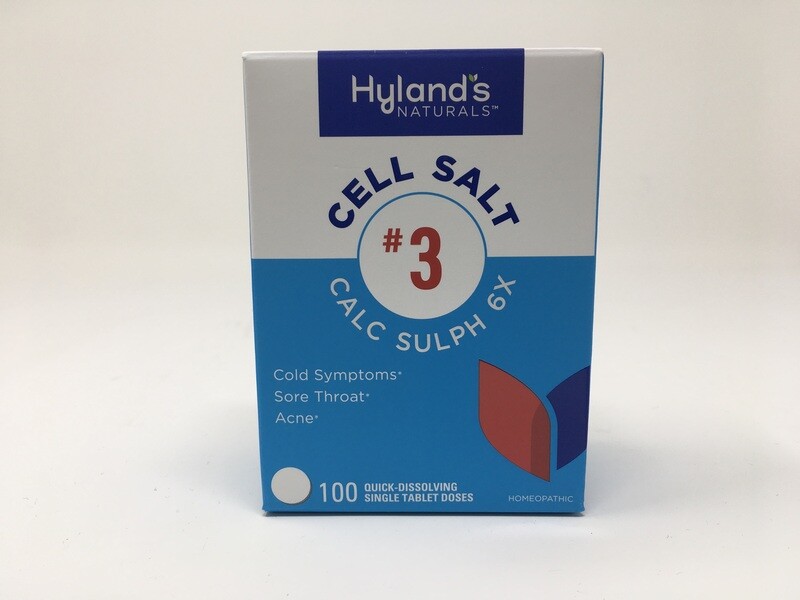 Hyland's
NATURALS™
CELL SALT
#3
CALC SULPH 6X
Cold Symptoms*
Sore Throat*
Acne*
100 QUICK-DISSOLVING
SINGLE TABLET DOSES
HOMEOPATHIC